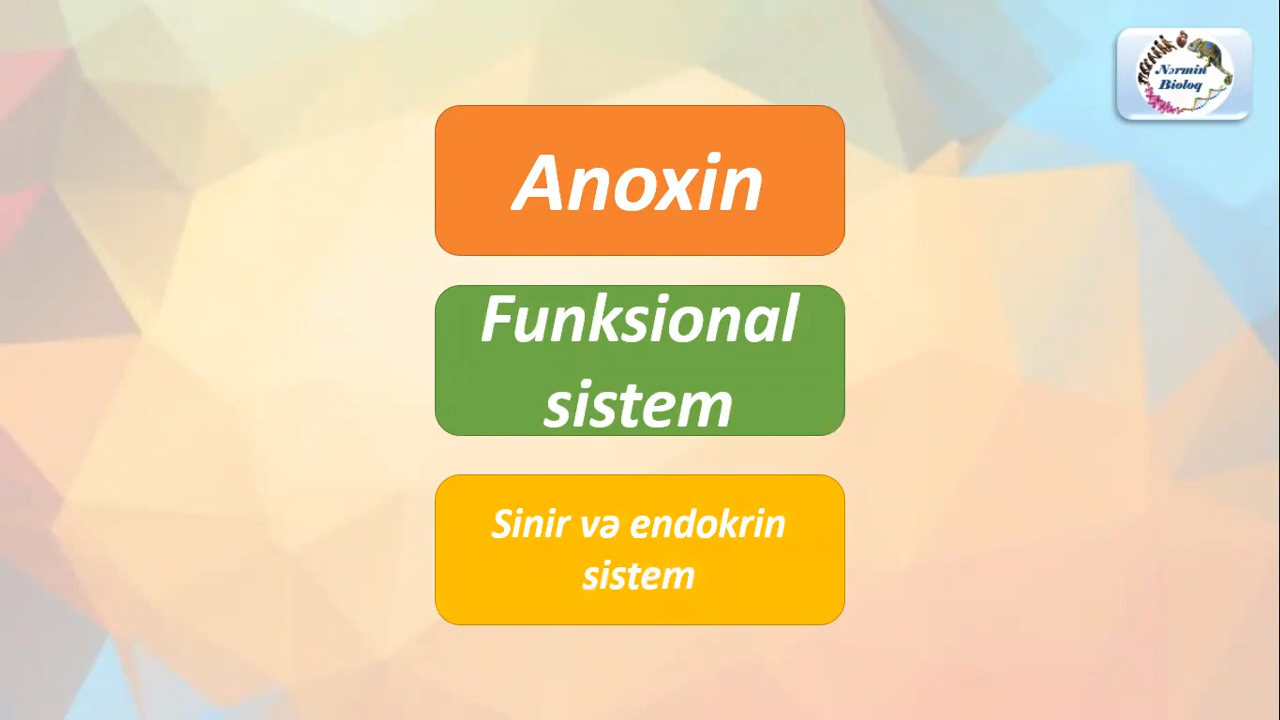 Nərmin
Bioloq
Anoxin
Funksional
sistem
Sinir və endokrin
sistem